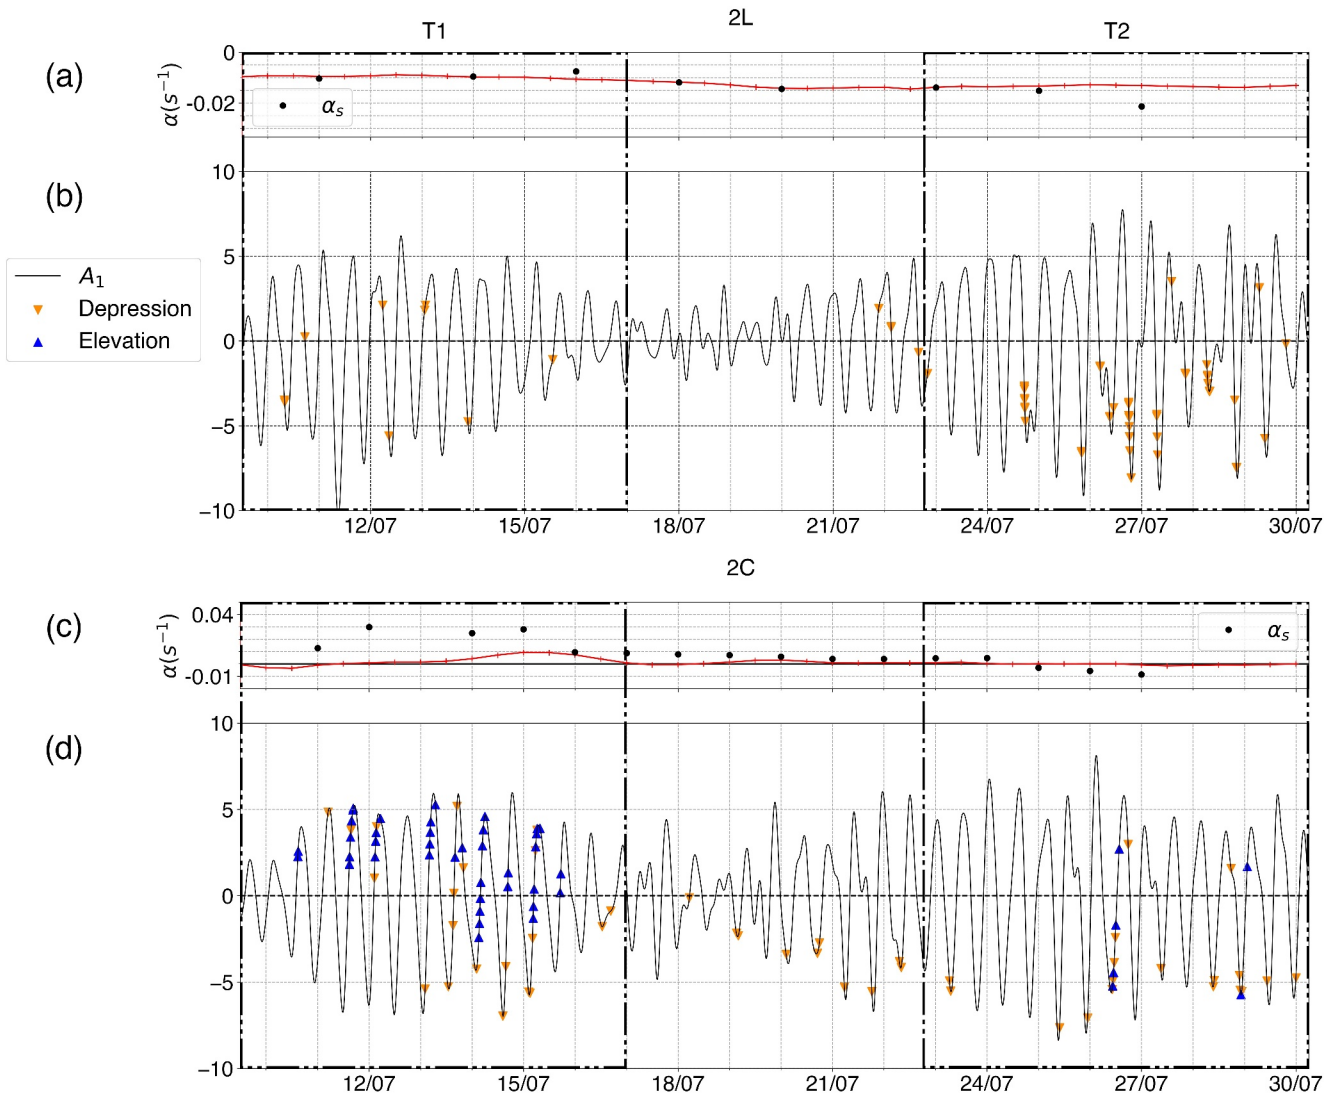 2L
T1
T2
(a)
α(s⁻¹)
0
-0.02
αₛ
(b)
10
5
0
−5
−10
A₁
Depression
Elevation
12/07
15/07
18/07
21/07
24/07
27/07
30/07
2C
(c)
α(s⁻¹)
0.04
-0.01
αₛ
(d)
10
5
0
−5
−10
12/07
15/07
18/07
21/07
24/07
27/07
30/07